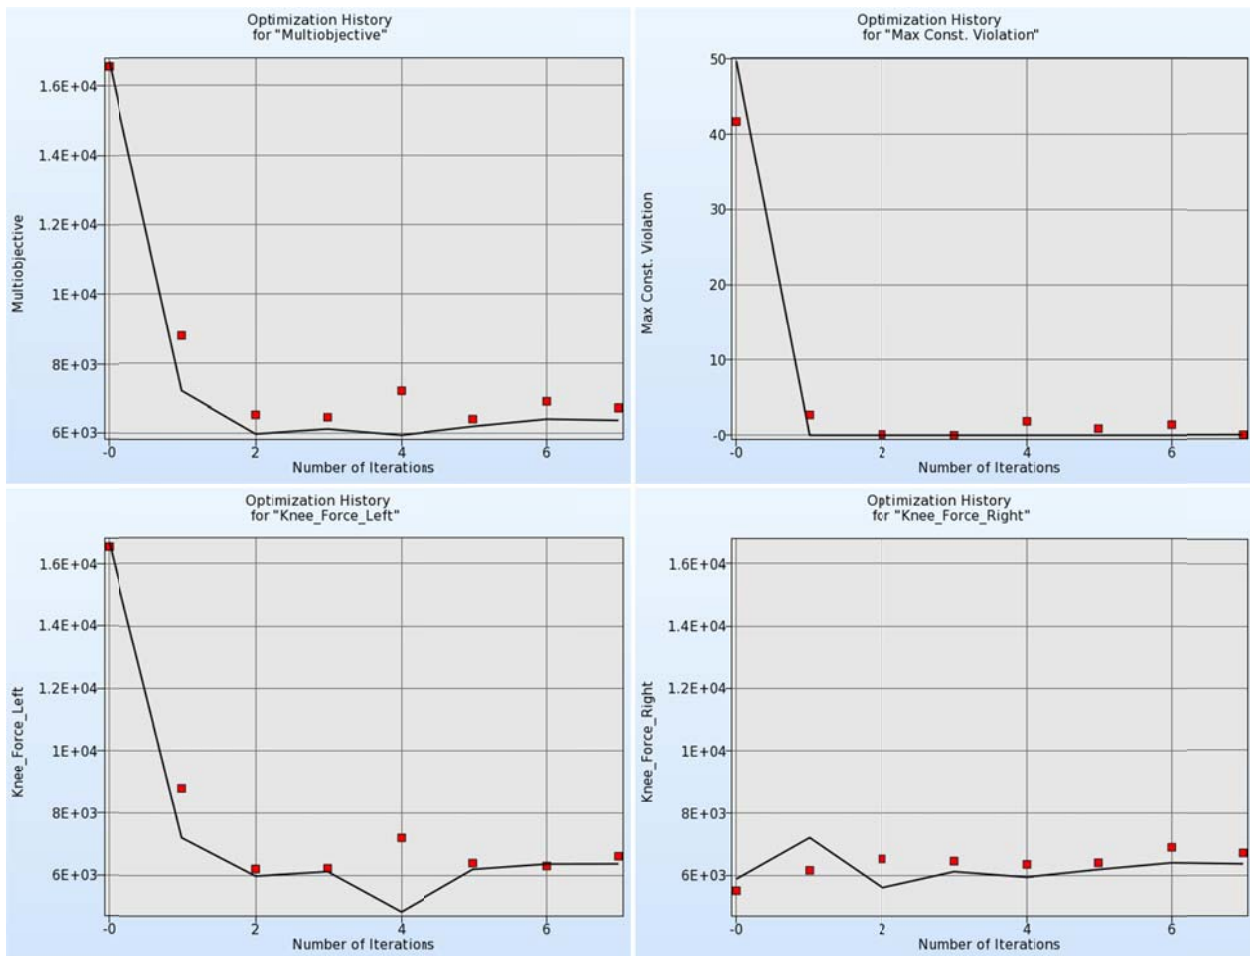 Optimization History
for "Multiobjective"
1.6E+04
1.4E+04
1.2E+04
1E+04
8E+03
6E+03
Multiobjective
-0
2
4
6
Number of Iterations
Optimization History
for "Max Const. Violation"
50
40
30
20
10
-0
Max Const. Violation
-0
2
4
6
Number of Iterations
Optimization History
for "Knee_Force_Left"
1.6E+04
1.4E+04
1.2E+04
1E+04
8E+03
6E+03
Knee_Force_Left
-0
2
4
6
Number of Iterations
Optimization History
for "Knee_Force_Right"
1.6E+04
1.4E+04
1.2E+04
1E+04
8E+03
6E+03
Knee_Force_Right
-0
2
4
6
Number of Iterations